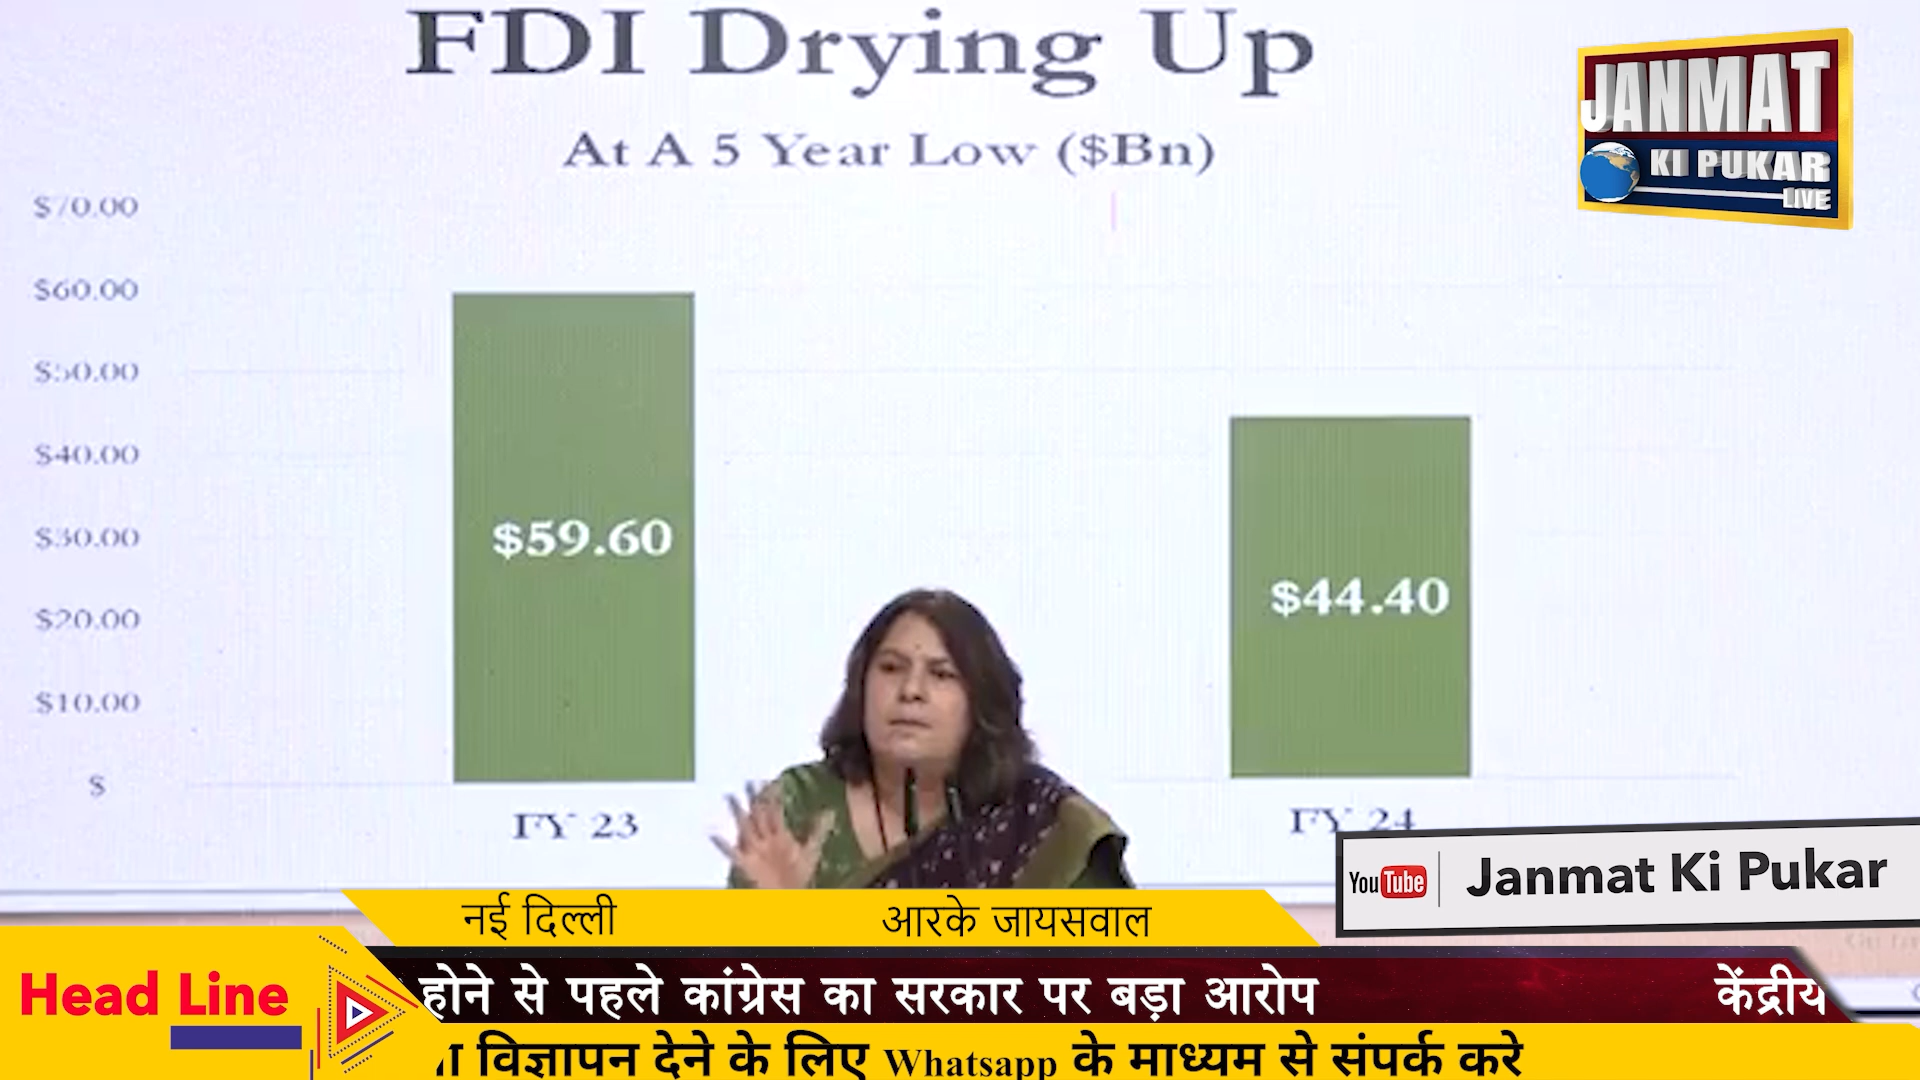 FDI Drying Up
At A 5 Year Low ($Bn)
JANMAT
KI PUKAR
LIVE
$70.00
$60.00
$50.00
$40.00
$30.00
$20.00
$10.00
$
$59.60
$44.40
FY 23
FY 24
YouTube
Janmat Ki Pukar
नई दिल्ली
आरके जायसवाल
Head Line
होने से पहले कांग्रेस का सरकार पर बड़ा आरोप
केंद्रीय
विज्ञापन देने के लिए Whatsapp के माध्यम से संपर्क करे